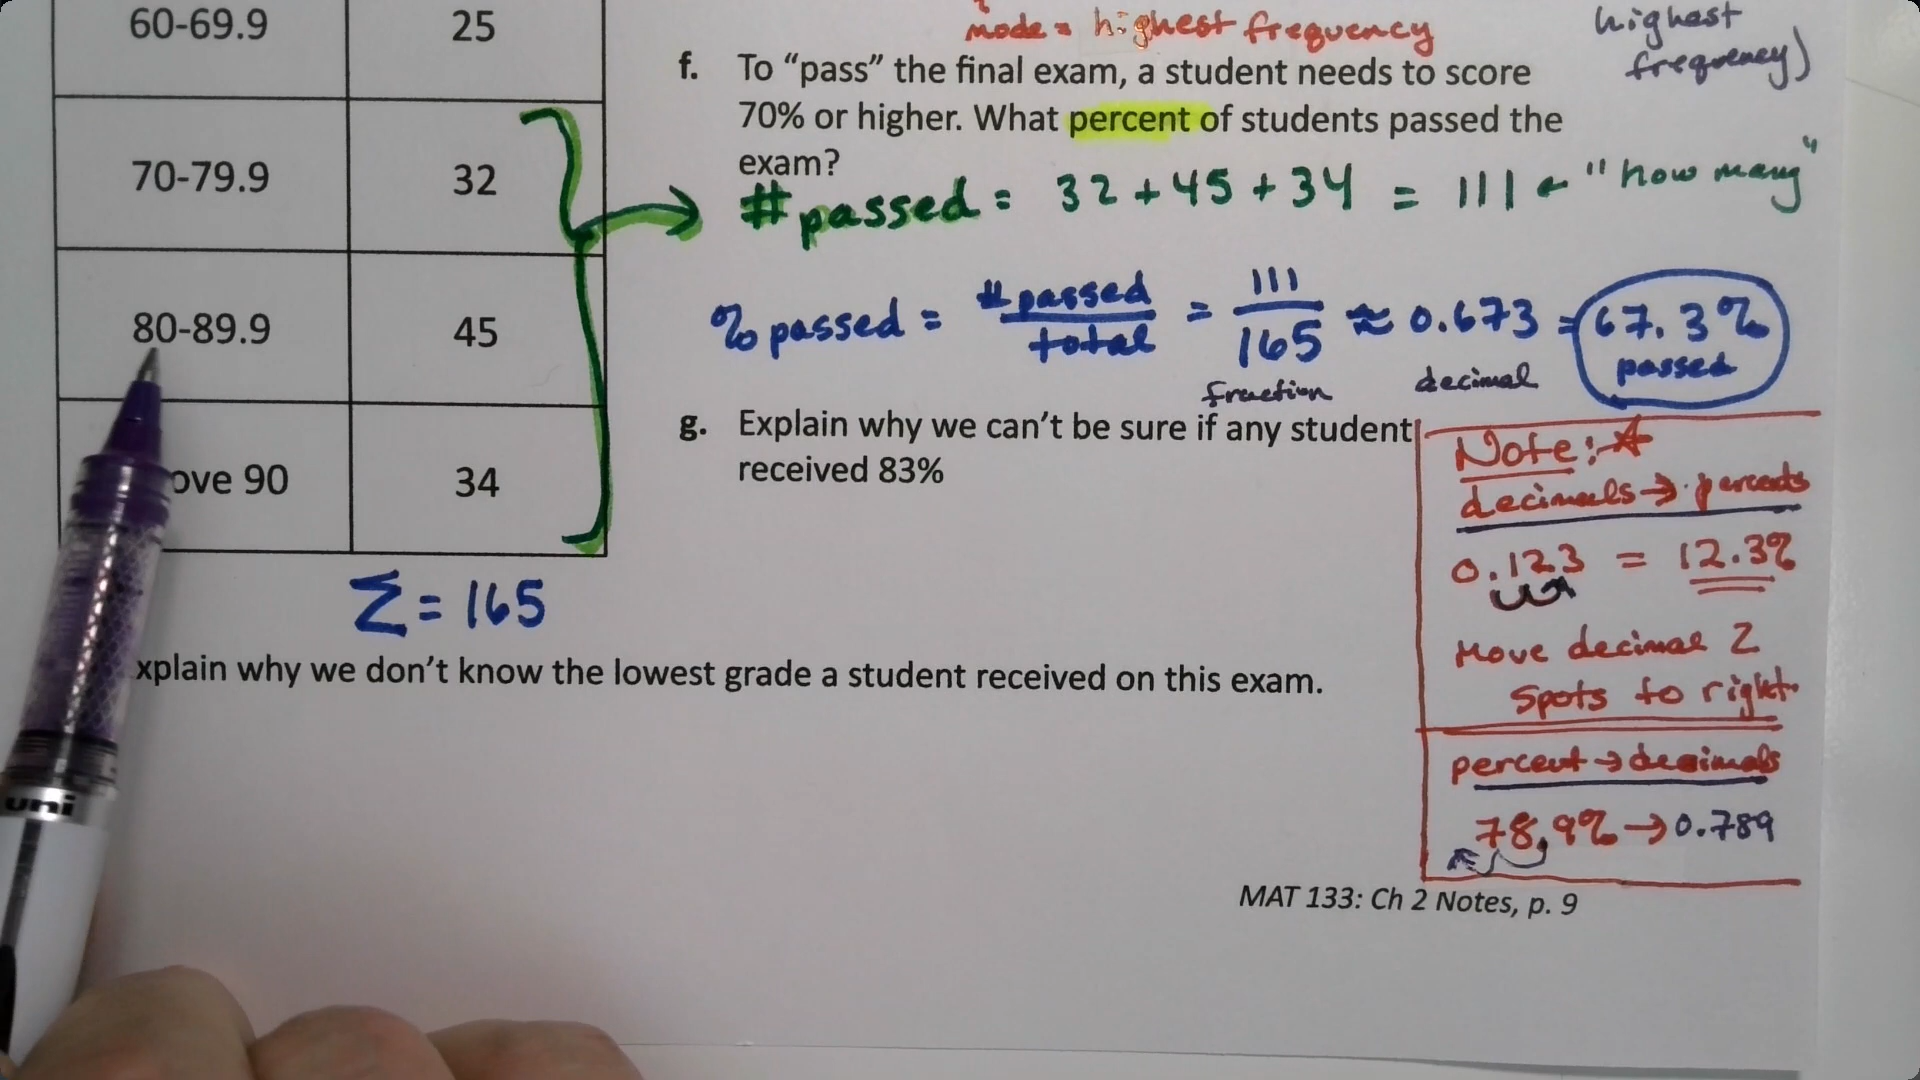 60-69.9 25
70-79.9 32
80-89.9 45
ove 90 34
Σ = 165
mode = highest frequency
highest
frequency)
f. To “pass” the final exam, a student needs to score
70% or higher. What percent of students passed the
exam?
# passed = 32 + 45 + 34 = 111 ← "how many"
% passed = # passed / total = 111 / 165 ≈ 0.673 = 67.3%
passed
fraction decimal
g. Explain why we can’t be sure if any student
received 83%
Note: ☆
decimals → percents
0.123 = 12.3%
Move decimal 2
spots to right.
percent → decimals
78.9% → 0.789
xplain why we don’t know the lowest grade a student received on this exam.
MAT 133: Ch 2 Notes, p. 9
uni